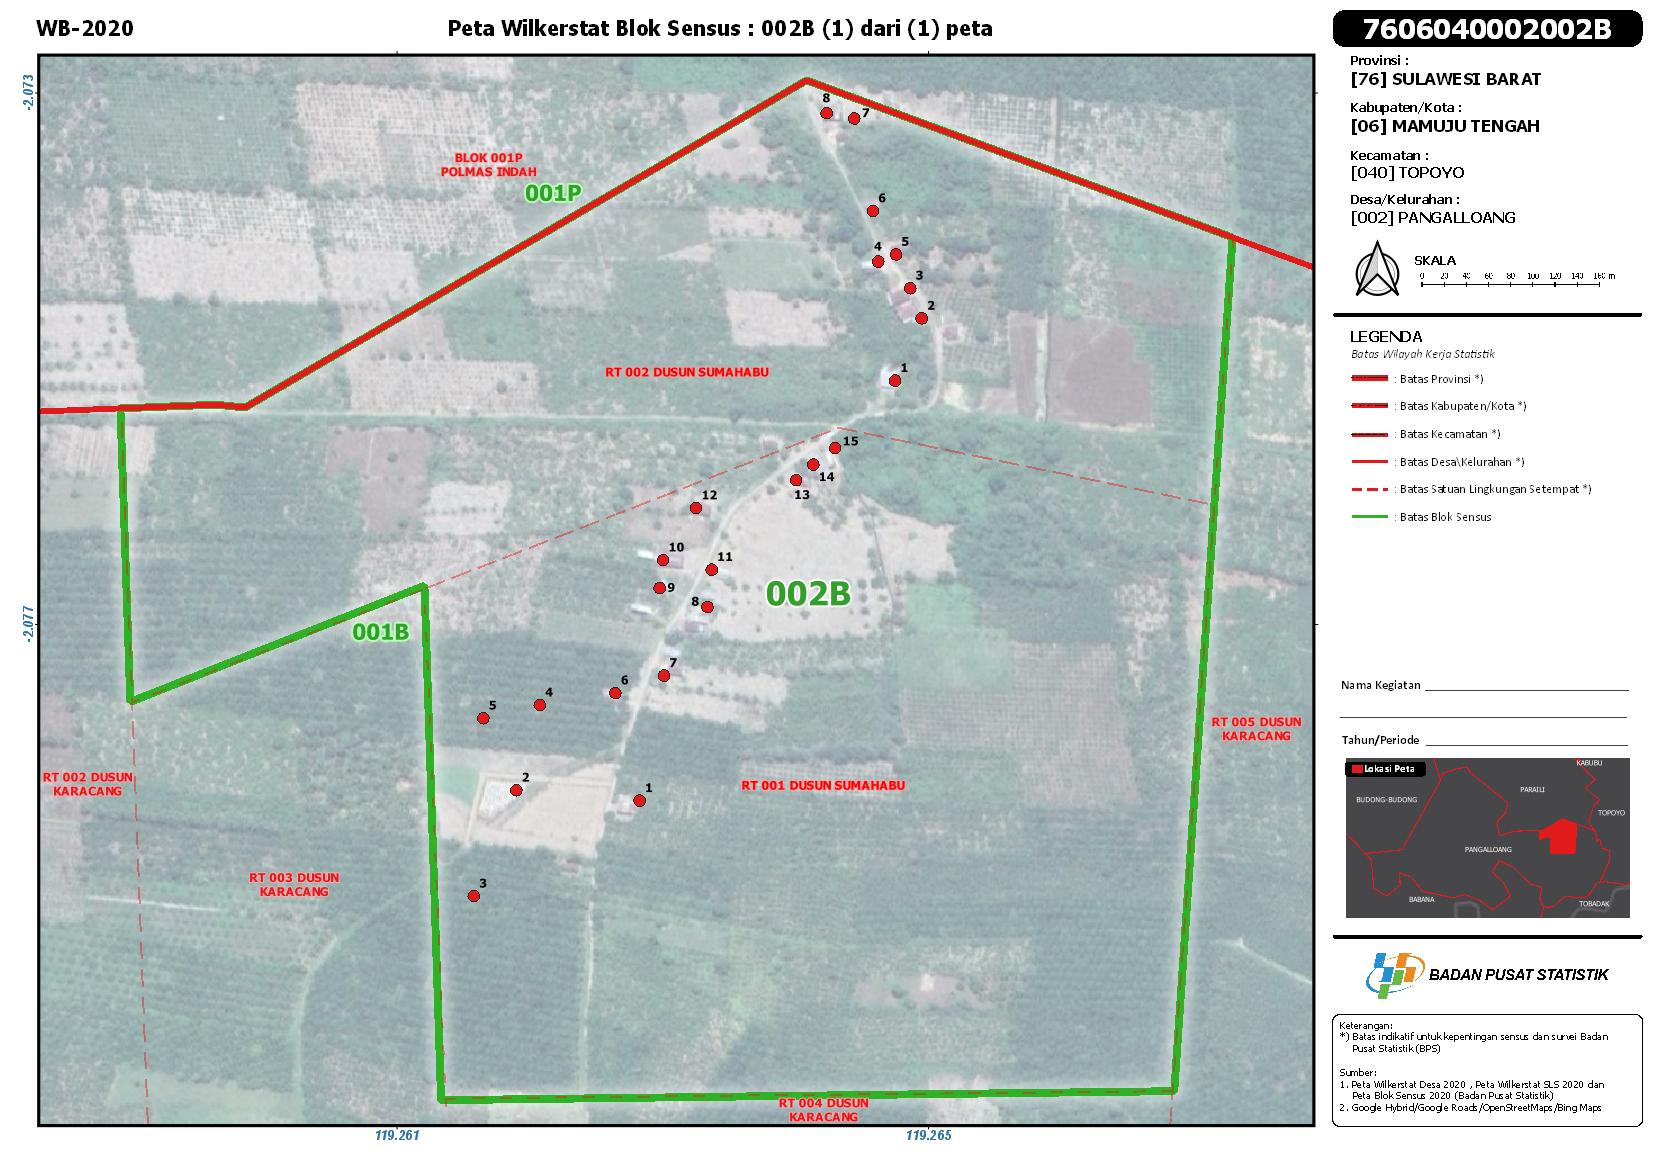 WB-2020
Peta Wilkerstat Blok Sensus : 002B (1) dari (1) peta
7606040002002B
Provinsi :
[76] SULAWESI BARAT
Kabupaten/Kota :
[06] MAMUJU TENGAH
Kecamatan :
[040] TOPOYO
Desa/Kelurahan :
[002] PANGALLOANG
SKALA
0 20 40 60 80 100 120 140 160 m
LEGENDA
Batas Wilayah Kerja Statistik
: Batas Provinsi *)
: Batas Kabupaten/Kota *)
: Batas Kecamatan *)
: Batas Desa\Kelurahan *)
: Batas Satuan Lingkungan Setempat *)
: Batas Blok Sensus
Nama Kegiatan
Tahun/Periode
Lokasi Peta
KABUBU
BUDONG-BUDONG
PARAILI
TOPOYO
PANGALLOANG
BABANA
TOBADAK
BADAN PUSAT STATISTIK
Keterangan:
*) Batas indikatif untuk kepentingan sensus dan survei Badan
Pusat Statistik (BPS)
Sumber:
1. Peta Wilkerstat Desa 2020 , Peta Wilkerstat SLS 2020 dan
Peta Blok Sensus 2020 (Badan Pusat Statistik)
2. Google Hybrid/Google Roads/OpenStreetMaps/Bing Maps
-2.073
-2.077
119.261
119.265
BLOK 001P
POLMAS INDAH
001P
8
7
6
5
4
3
2
RT 002 DUSUN SUMAHABU
1
15
14
13
12
10
11
9
8
002B
001B
7
6
4
5
RT 005 DUSUN
KARACANG
RT 002 DUSUN
KARACANG
2
1
RT 001 DUSUN SUMAHABU
RT 003 DUSUN
KARACANG
3
RT 004 DUSUN
KARACANG